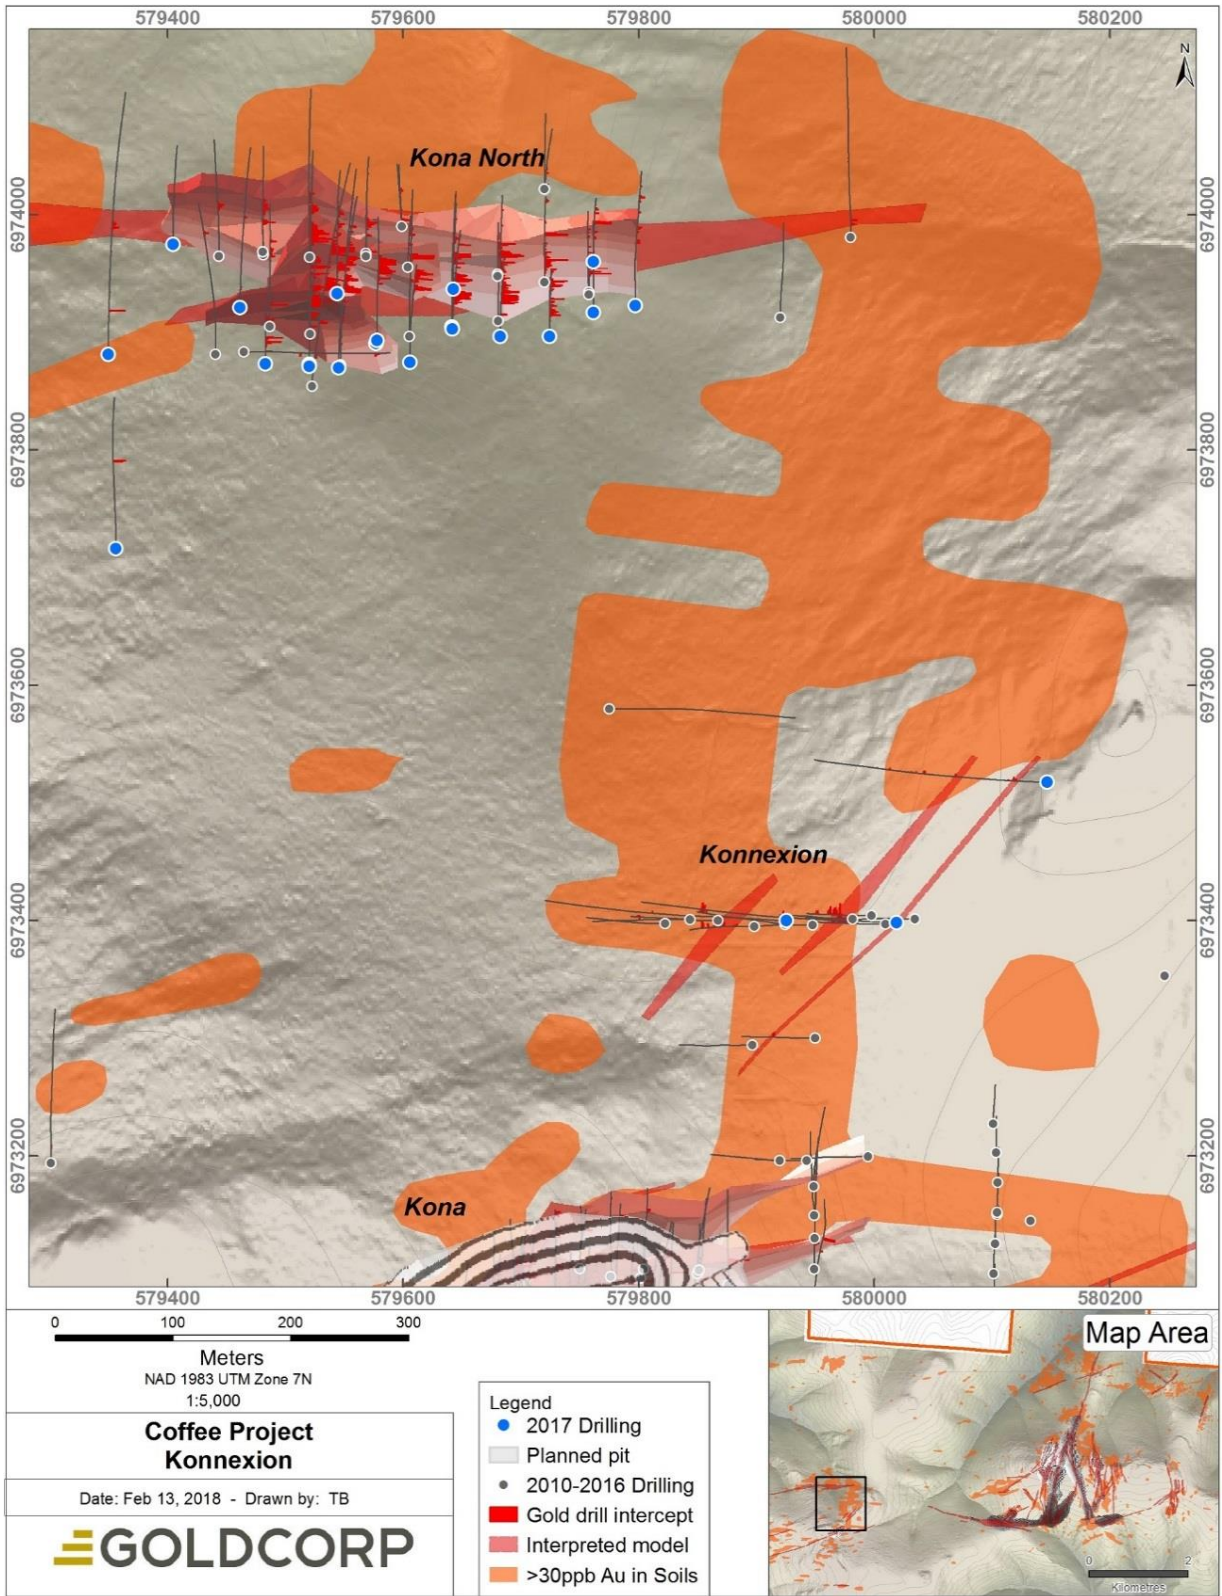 579400 579600 579800 580000 580200
N
Kona North
6974000 6974000
6973800 6973800
6973600 6973600
Konnexion
6973400 6973400
6973200 6973200
Kona
579400 579600 579800 580000 580200
0 100 200 300
Meters
NAD 1983 UTM Zone 7N
1:5,000
Coffee Project
Konnexion
Date: Feb 13, 2018 - Drawn by: TB
GOLDCORP
Legend
2017 Drilling
Planned pit
2010-2016 Drilling
Gold drill intercept
Interpreted model
>30ppb Au in Soils
Map Area
0 2
Kilometres